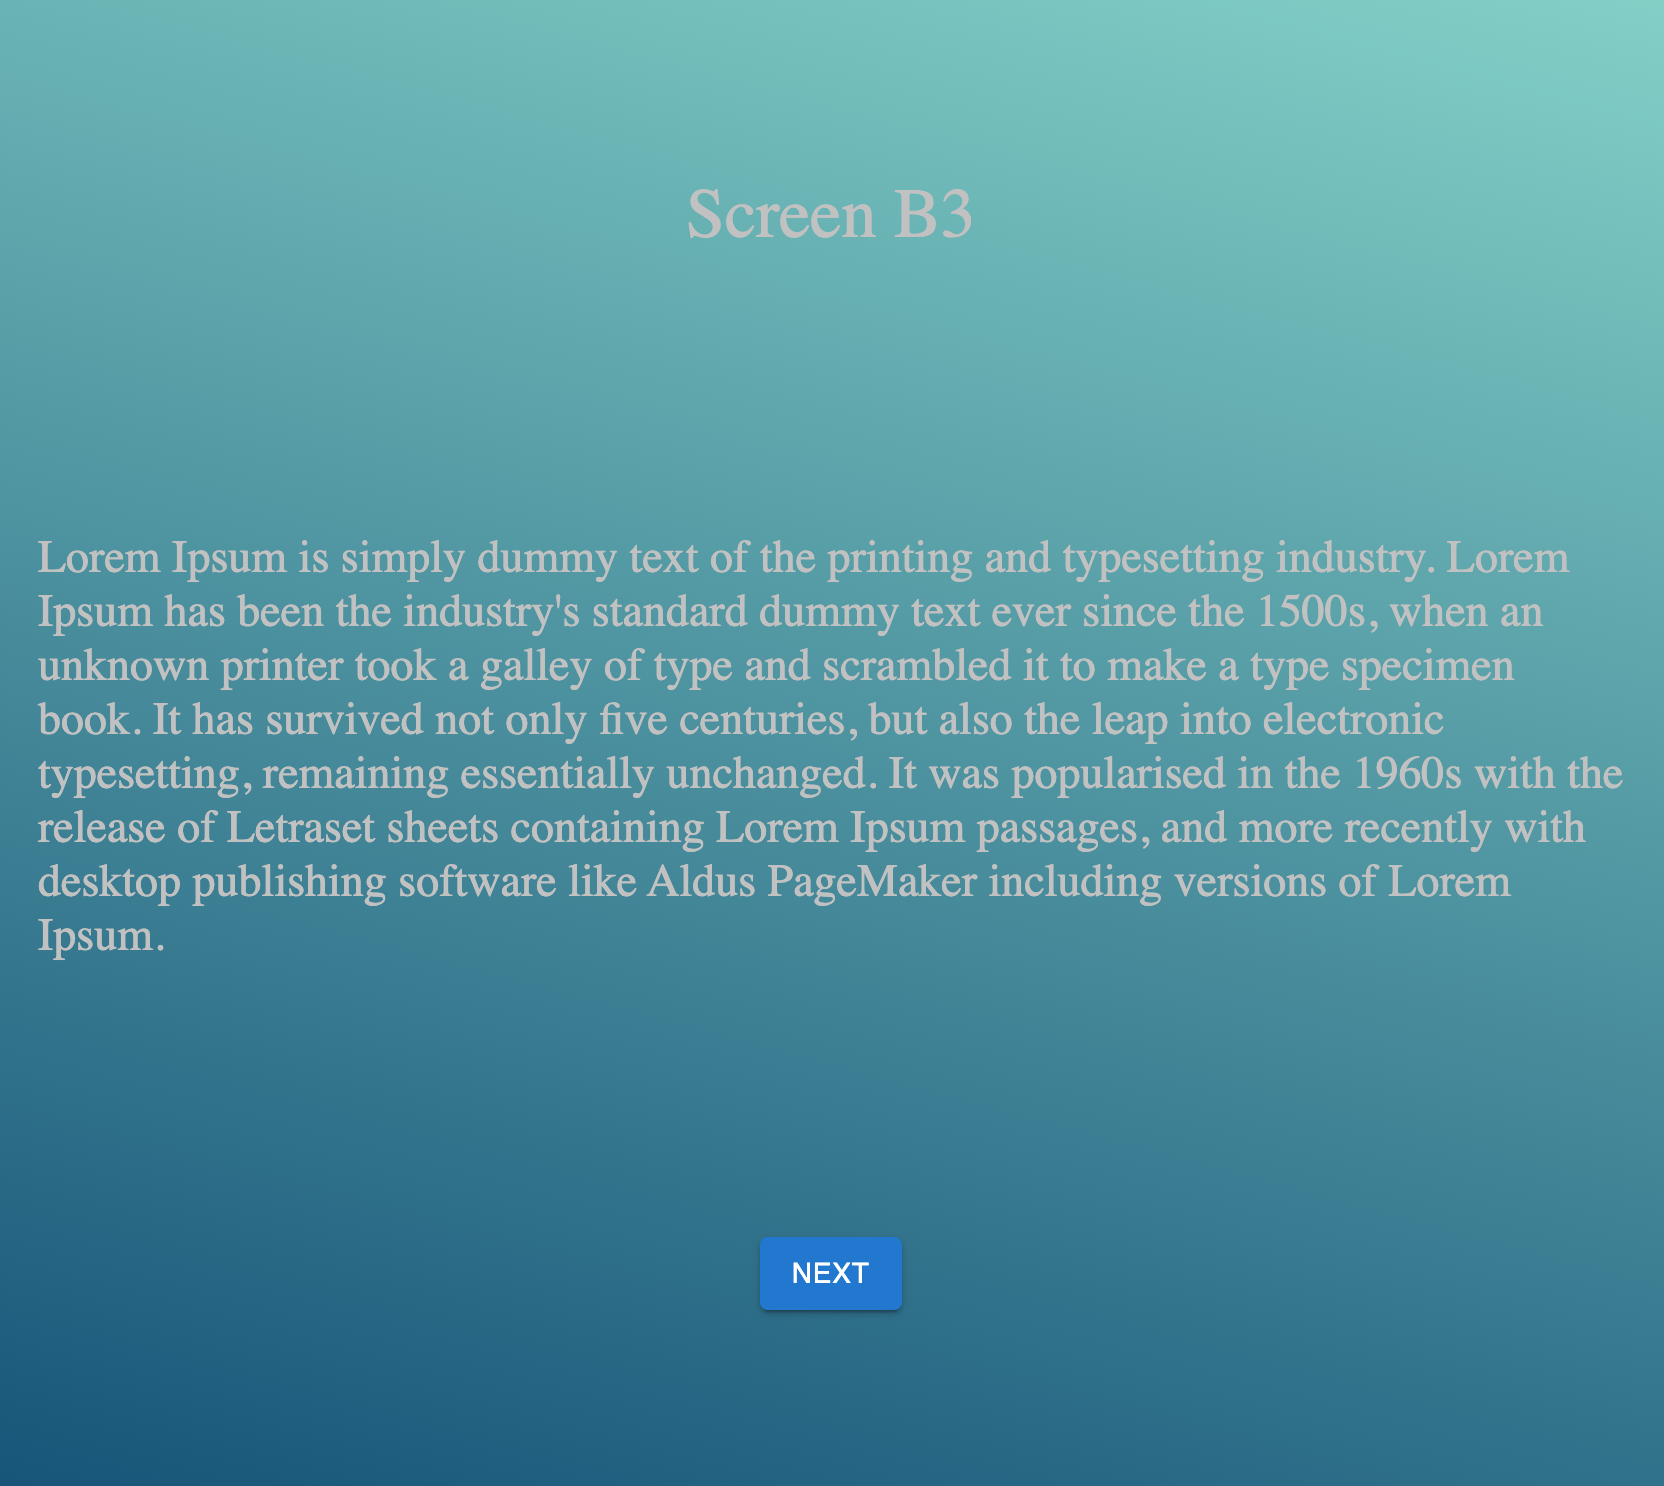 Screen B3
Lorem Ipsum is simply dummy text of the printing and typesetting industry. Lorem
Ipsum has been the industry's standard dummy text ever since the 1500s, when an
unknown printer took a galley of type and scrambled it to make a type specimen
book. It has survived not only five centuries, but also the leap into electronic
typesetting, remaining essentially unchanged. It was popularised in the 1960s with the
release of Letraset sheets containing Lorem Ipsum passages, and more recently with
desktop publishing software like Aldus PageMaker including versions of Lorem
Ipsum.
NEXT